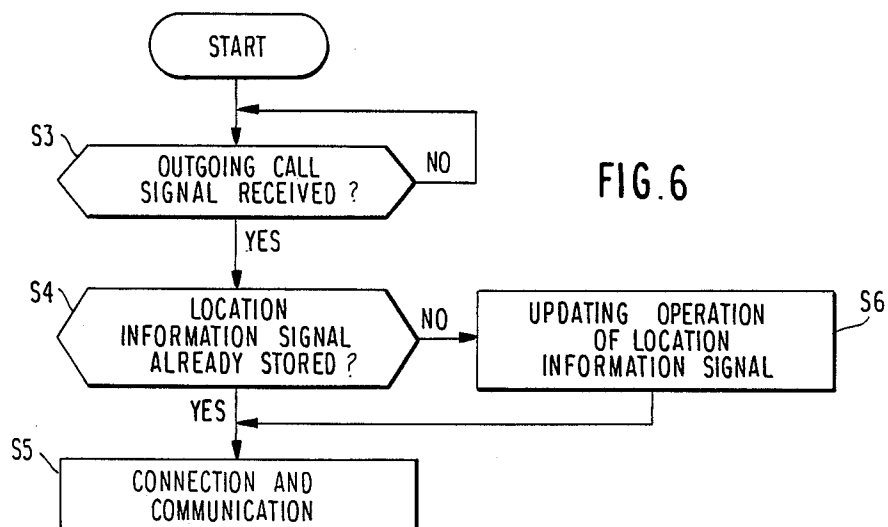 START
S3
OUTGOING CALL
SIGNAL RECEIVED ?
NO
FIG.6
YES
S4
LOCATION
INFORMATION SIGNAL
ALREADY STORED ?
NO
UPDATING OPERATION
OF LOCATION
INFORMATION SIGNAL
S6
YES
S5
CONNECTION AND
COMMUNICATION